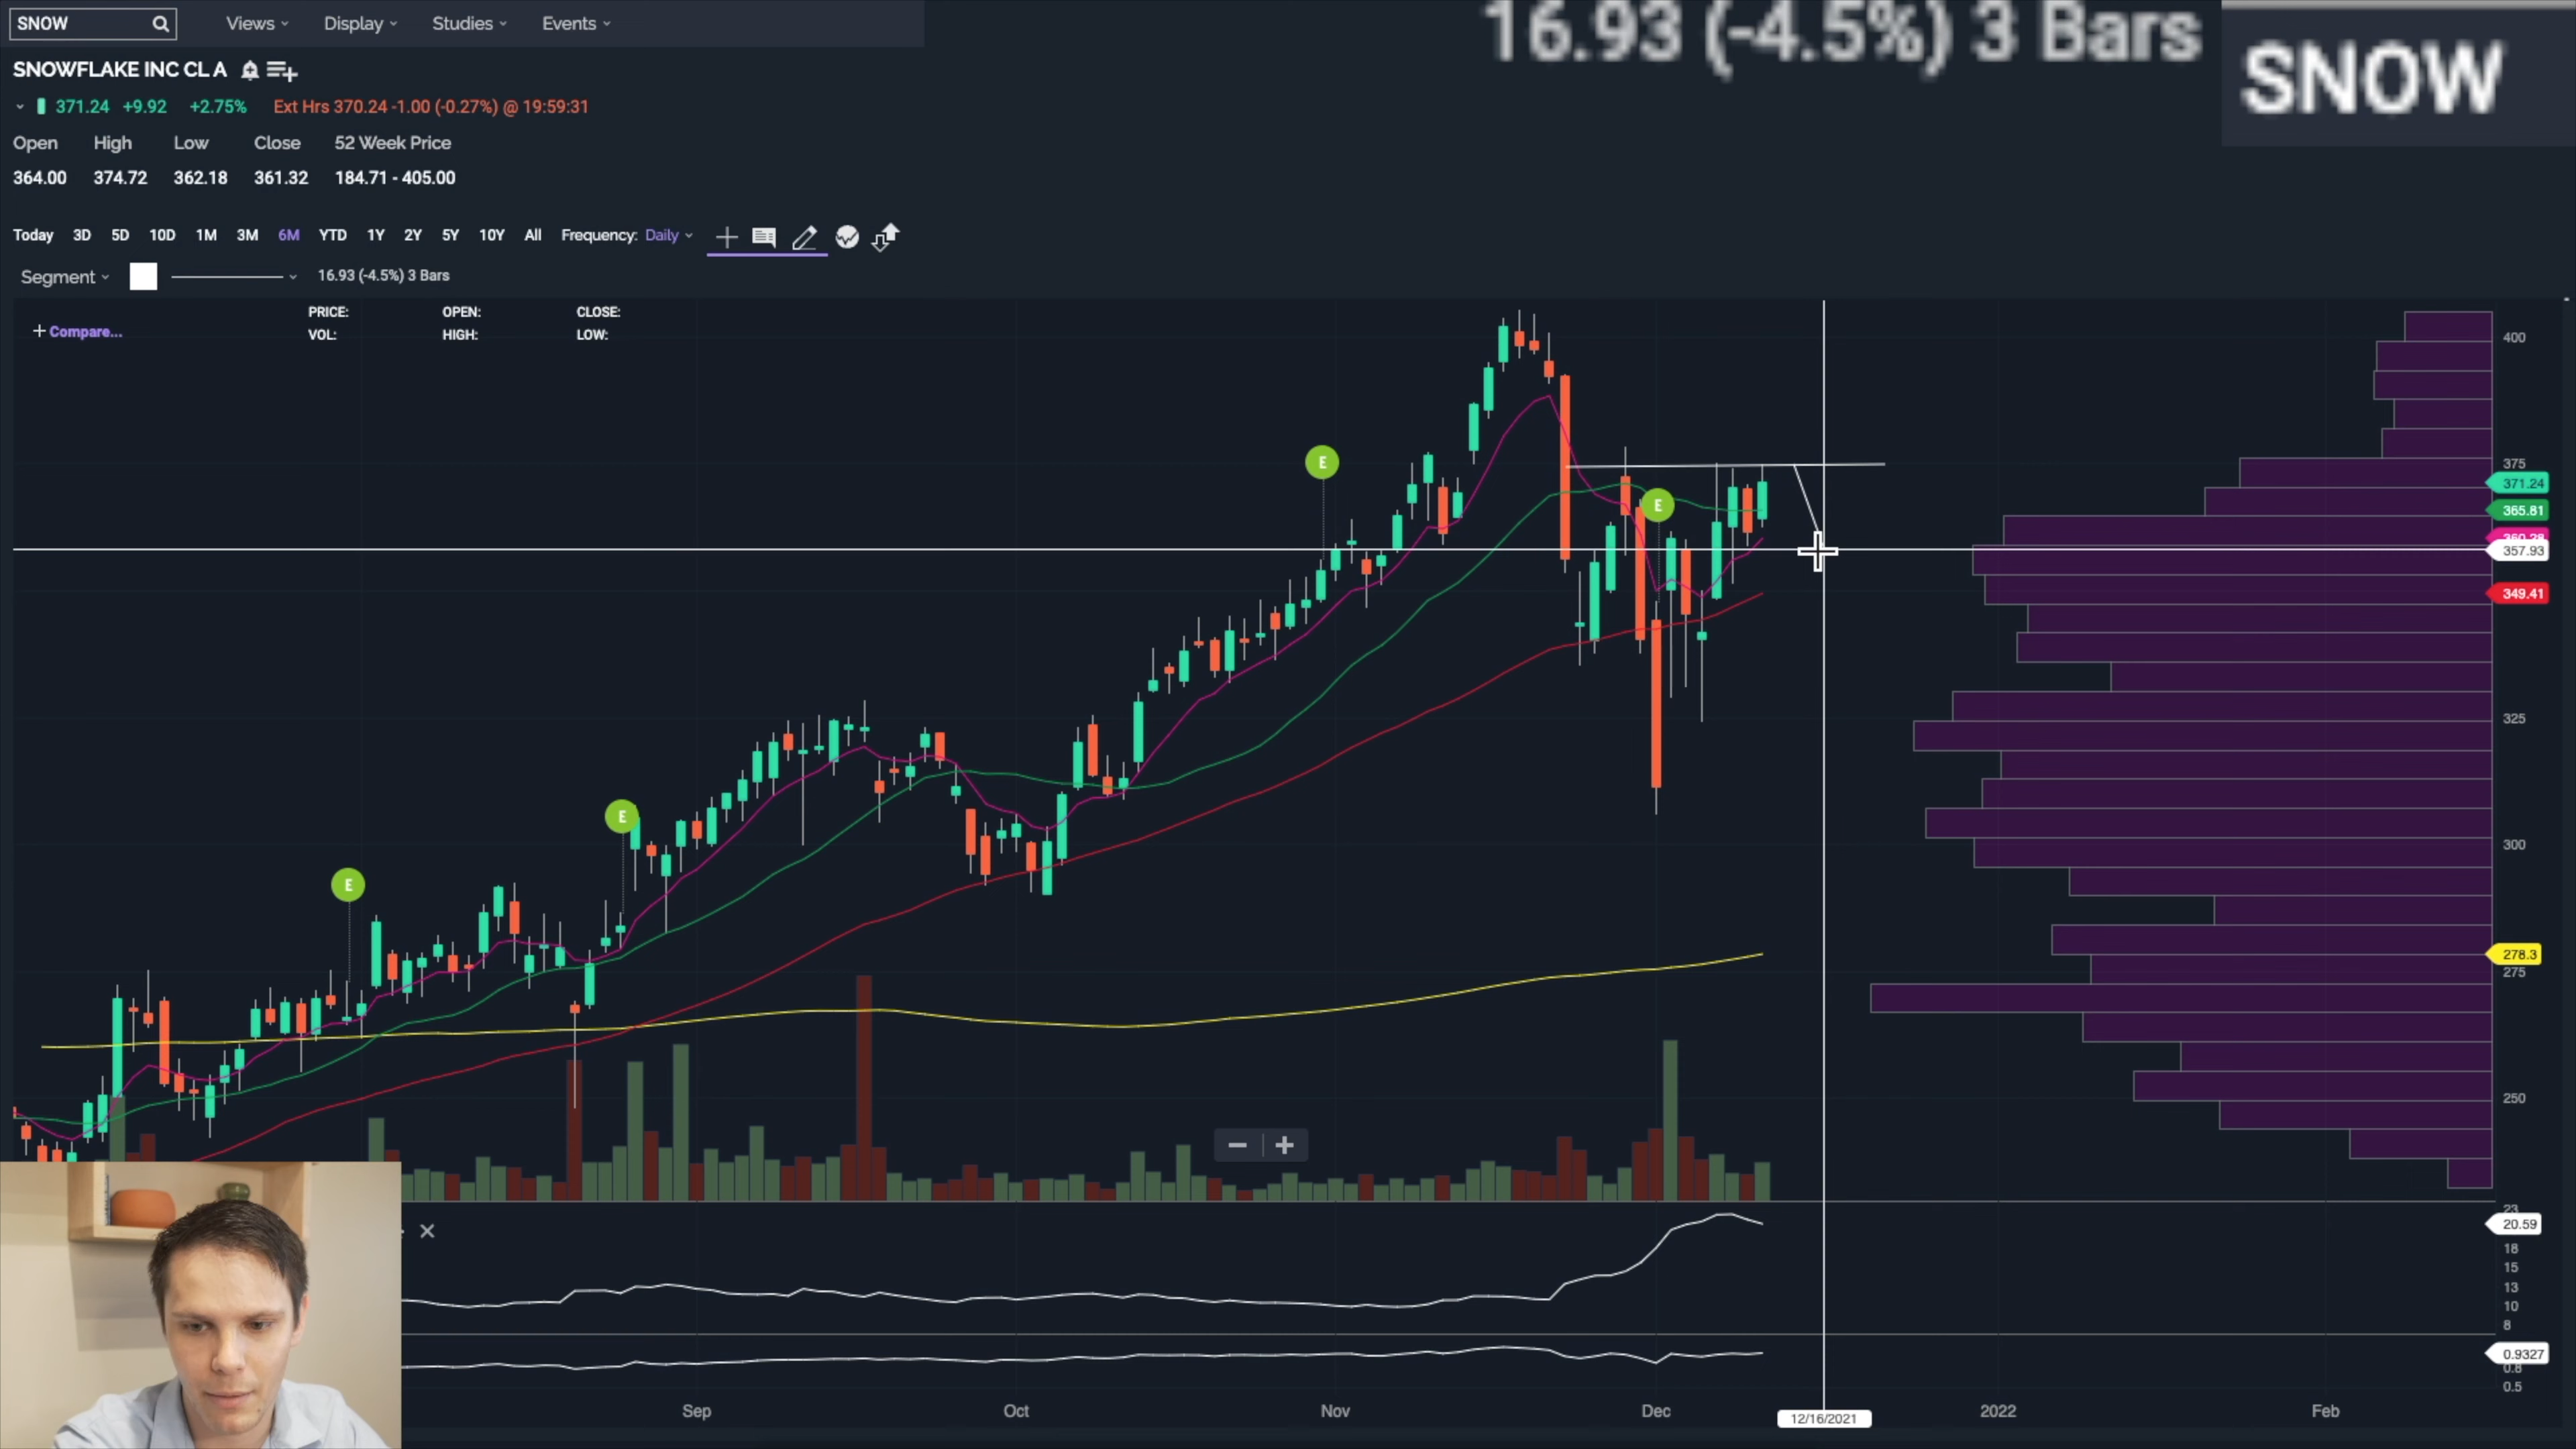 SNOW
Views
Display
Studies
Events
16.93 (-4.5%) 3 Bars
SNOW
SNOWFLAKE INC CL A
371.24 +9.92 +2.75% Ext Hrs 370.24 -1.00 (-0.27%) @ 19:59:31
Open High Low Close 52 Week Price
364.00 374.72 362.18 361.32 184.71 - 405.00
Today 3D 5D 10D 1M 3M 6M YTD 1Y 2Y 5Y 10Y All Frequency: Daily
Segment 16.93 (-4.5%) 3 Bars
PRICE: OPEN: CLOSE:
+ Compare...
VOL: HIGH: LOW:
400
E
375
371.24
E
365.81
357.93
349.41
325
E
300
E
278.3
275
250
23
20.59
18
15
13
10
8
0.9327
0.8
0.5
Sep Oct Nov Dec 12/16/2021 2022 Feb